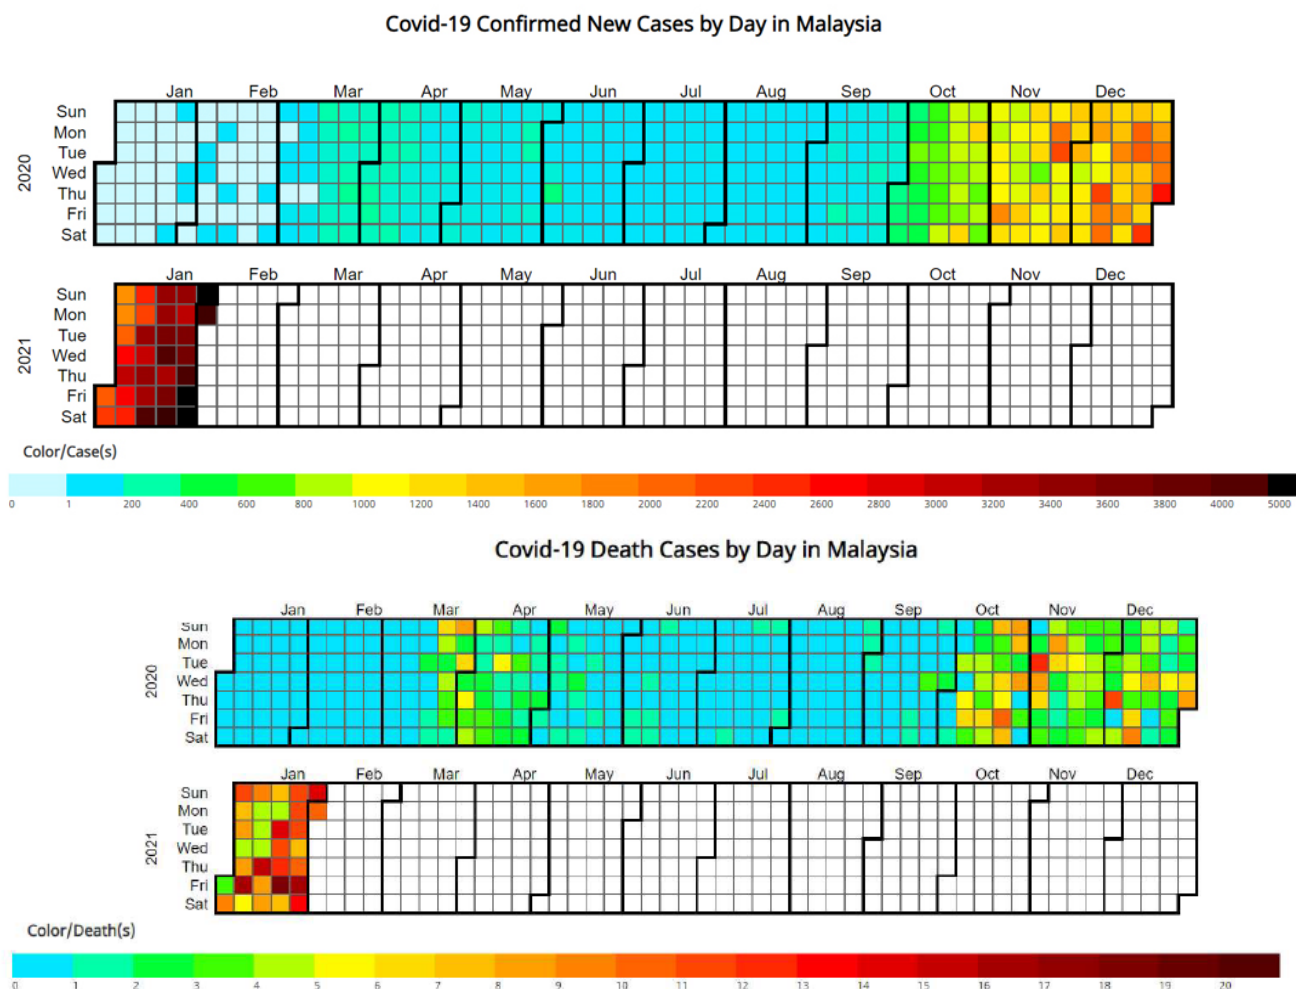 Covid-19 Confirmed New Cases by Day in Malaysia
Jan Feb Mar Apr May Jun Jul Aug Sep Oct Nov Dec
2020
Sun
Mon
Tue
Wed
Thu
Fri
Sat
Jan Feb Mar Apr May Jun Jul Aug Sep Oct Nov Dec
2021
Sun
Mon
Tue
Wed
Thu
Fri
Sat
Color/Case(s)
0 1 200 400 600 800 1000 1200 1400 1600 1800 2000 2200 2400 2600 2800 3000 3200 3400 3600 3800 4000 5000
Covid-19 Death Cases by Day in Malaysia
Jan Feb Mar Apr May Jun Jul Aug Sep Oct Nov Dec
2020
Sun
Mon
Tue
Wed
Thu
Fri
Sat
Jan Feb Mar Apr May Jun Jul Aug Sep Oct Nov Dec
2021
Sun
Mon
Tue
Wed
Thu
Fri
Sat
Color/Death(s)
0 1 2 3 4 5 6 7 8 9 10 11 12 13 14 15 16 17 18 19 20